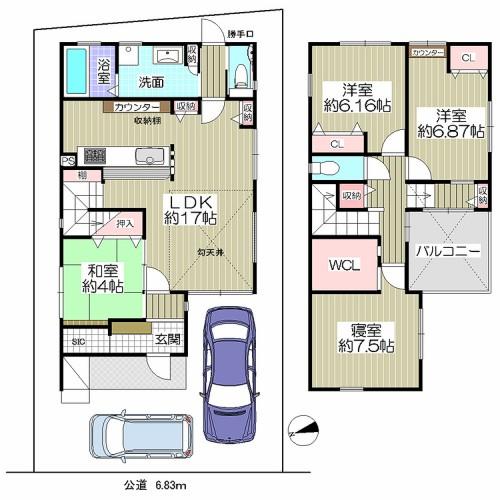 勝手口
浴室
洗面
収納
カウンター
収納
収納
収納棚
PS
棚
LDK
約17帖
押入
勾天井
和室
約4帖
SIC
玄関
公道 6.83m
カウンター
CL
洋室
約6.16帖
洋室
約6.87帖
CL
収納
収納
バルコニー
WCL
寝室
約7.5帖